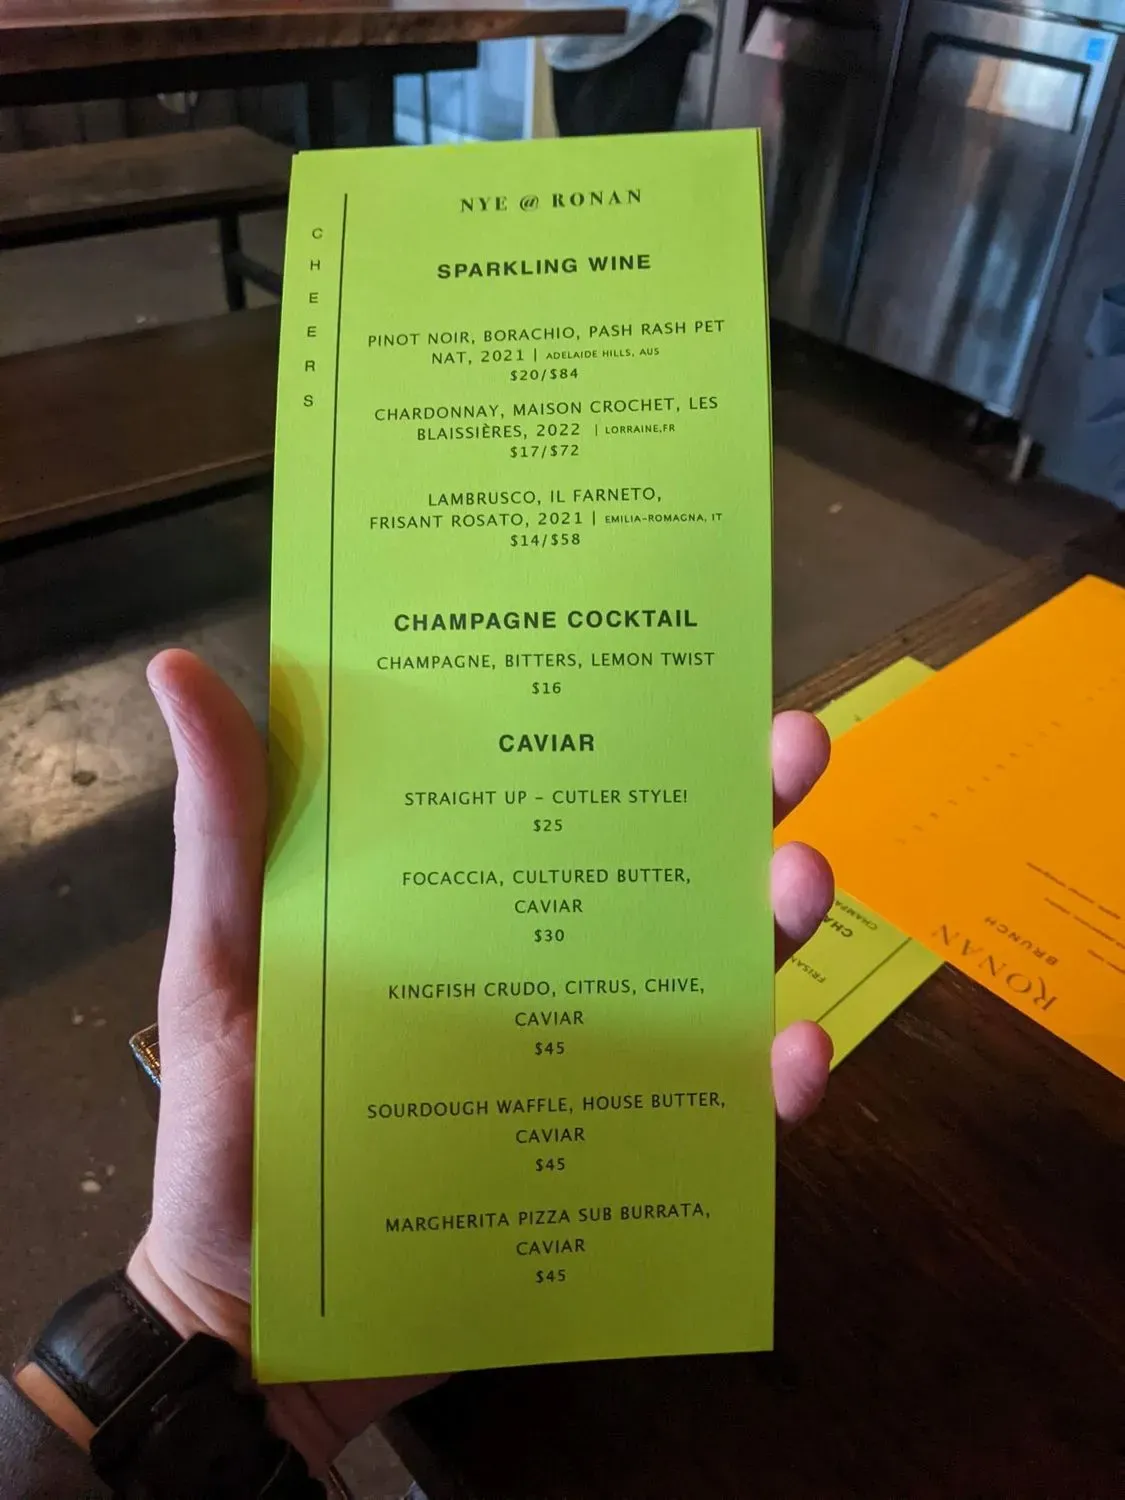 NYE @ RONAN
CHEERS
SPARKLING WINE
PINOT NOIR, BORACHIO, PASH RASH PET
NAT, 2021 | ADELAIDE HILLS, AUS
$20/$84
CHARDONNAY, MAISON CROCHET, LES
BLAISSIÈRES, 2022 | LORRAINE,FR
$17/$72
LAMBRUSCO, IL FARNETO,
FRISANT ROSATO, 2021 | EMILIA-ROMAGNA, IT
$14/$58
CHAMPAGNE COCKTAIL
CHAMPAGNE, BITTERS, LEMON TWIST
$16
CAVIAR
STRAIGHT UP - CUTLER STYLE!
$25
FOCACCIA, CULTURED BUTTER,
CAVIAR
$30
KINGFISH CRUDO, CITRUS, CHIVE,
CAVIAR
$45
SOURDOUGH WAFFLE, HOUSE BUTTER,
CAVIAR
$45
MARGHERITA PIZZA SUB BURRATA,
CAVIAR
$45
RONAN
BRUNCH